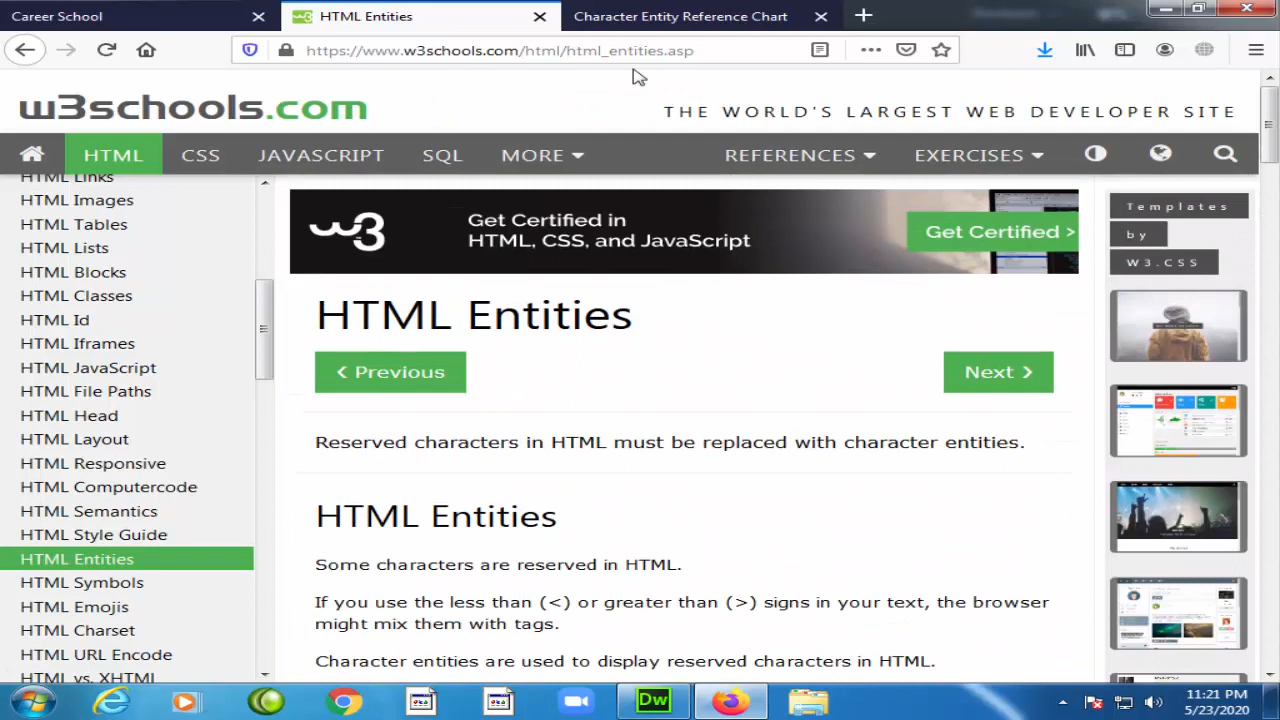 Career School
HTML Entities
Character Entity Reference Chart
https://www.w3schools.com/html/html_entities.asp
w3schools.com
THE WORLD'S LARGEST WEB DEVELOPER SITE
HTML
CSS
JAVASCRIPT
SQL
MORE
REFERENCES
EXERCISES
HTML Links
HTML Images
HTML Tables
HTML Lists
HTML Blocks
HTML Classes
HTML Id
HTML Iframes
HTML JavaScript
HTML File Paths
HTML Head
HTML Layout
HTML Responsive
HTML Computercode
HTML Semantics
HTML Style Guide
HTML Entities
HTML Symbols
HTML Emojis
HTML Charset
HTML URL Encode
HTML vs. XHTML
w3
Get Certified in
HTML, CSS, and JavaScript
Get Certified >
HTML Entities
❮ Previous
Next ❯
Reserved characters in HTML must be replaced with character entities.
HTML Entities
Some characters are reserved in HTML.
If you use the less than (<) or greater than (>) signs in your text, the browser
might mix them with tags.
Character entities are used to display reserved characters in HTML.
Templates
by
W3.CSS
Dw
11:21 PM
5/23/2020